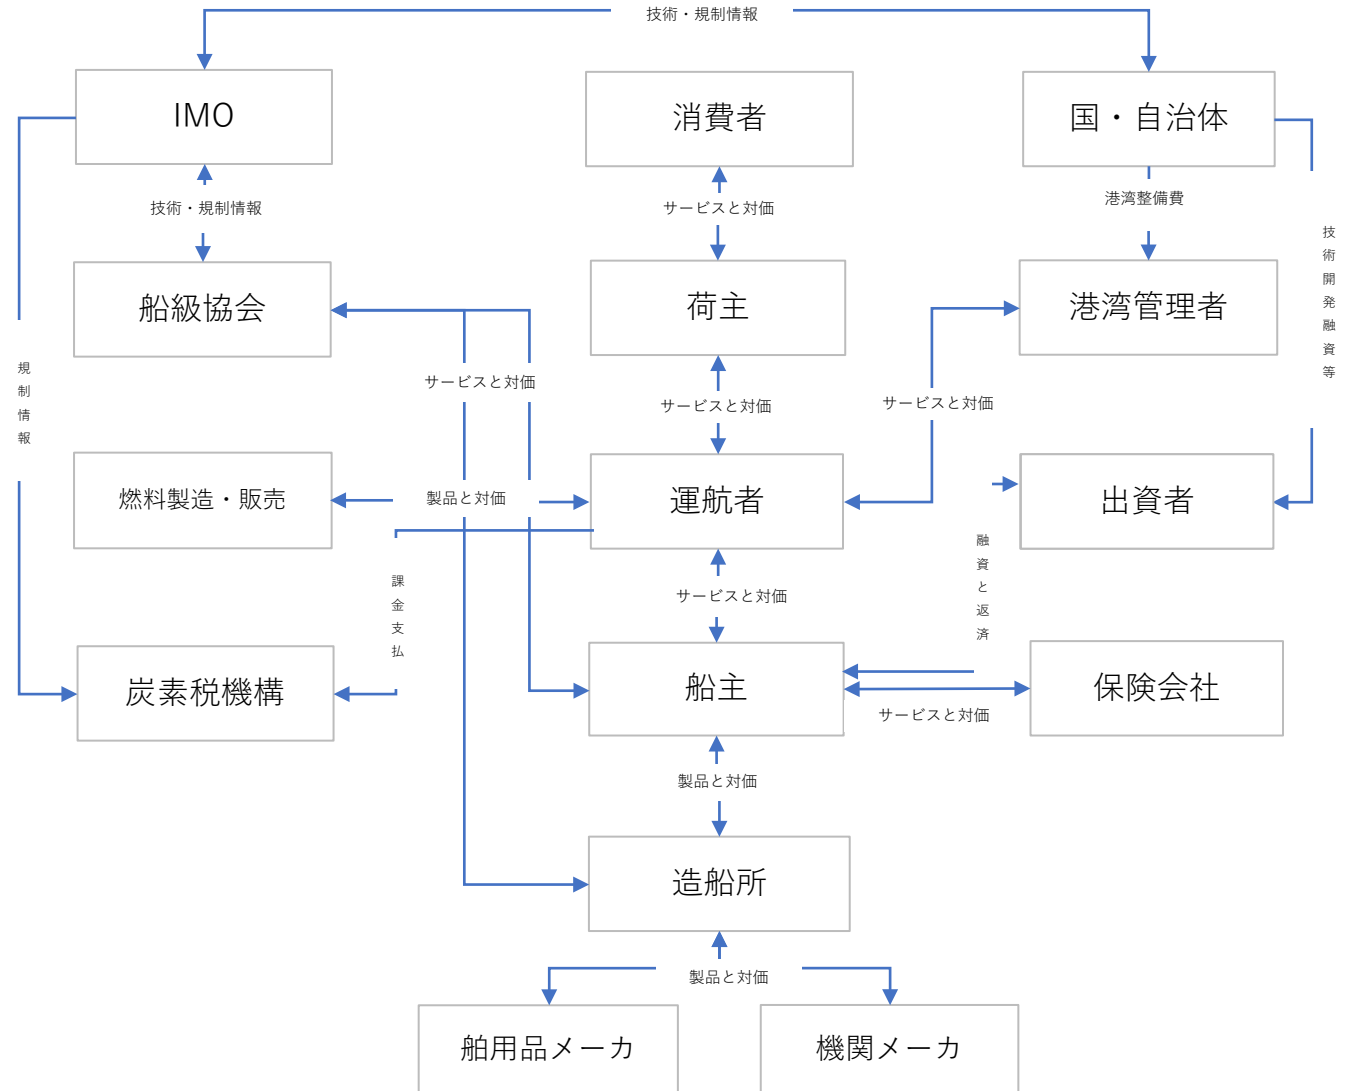 技術・規制情報
IMO
消費者
国・自治体
技術・規制情報
サービスと対価
港湾整備費
技術開発融資等
船級協会
荷主
港湾管理者
規制情報
サービスと対価
サービスと対価
サービスと対価
燃料製造・販売
製品と対価
運航者
出資者
融資と返済
課金支払
サービスと対価
炭素税機構
船主
保険会社
サービスと対価
製品と対価
造船所
製品と対価
舶用品メーカ
機関メーカ